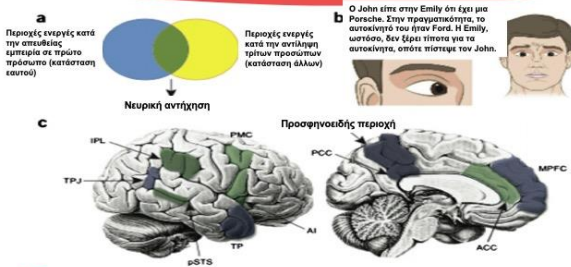 a
Περιοχές ενεργές κατά
την απευθείας
εμπειρία σε πρώτο
πρόσωπο (κατάσταση
εαυτού)
Περιοχές ενεργές
κατά την αντίληψη
τρίτων προσώπων
(κατάσταση άλλων)
Νευρική αντήχηση
b
Ο John είπε στην Emily ότι έχει μια
Porsche. Στην πραγματικότητα, το
αυτοκίνητό του ήταν Ford. Η Emily,
ωστόσο, δεν ξέρει τίποτα για τα
αυτοκίνητα, οπότε πίστεψε τον John.
c
IPL
PMC
TPJ
AI
TP
pSTS
Προσφηνοειδής περιοχή
PCC
MPFC
ACC